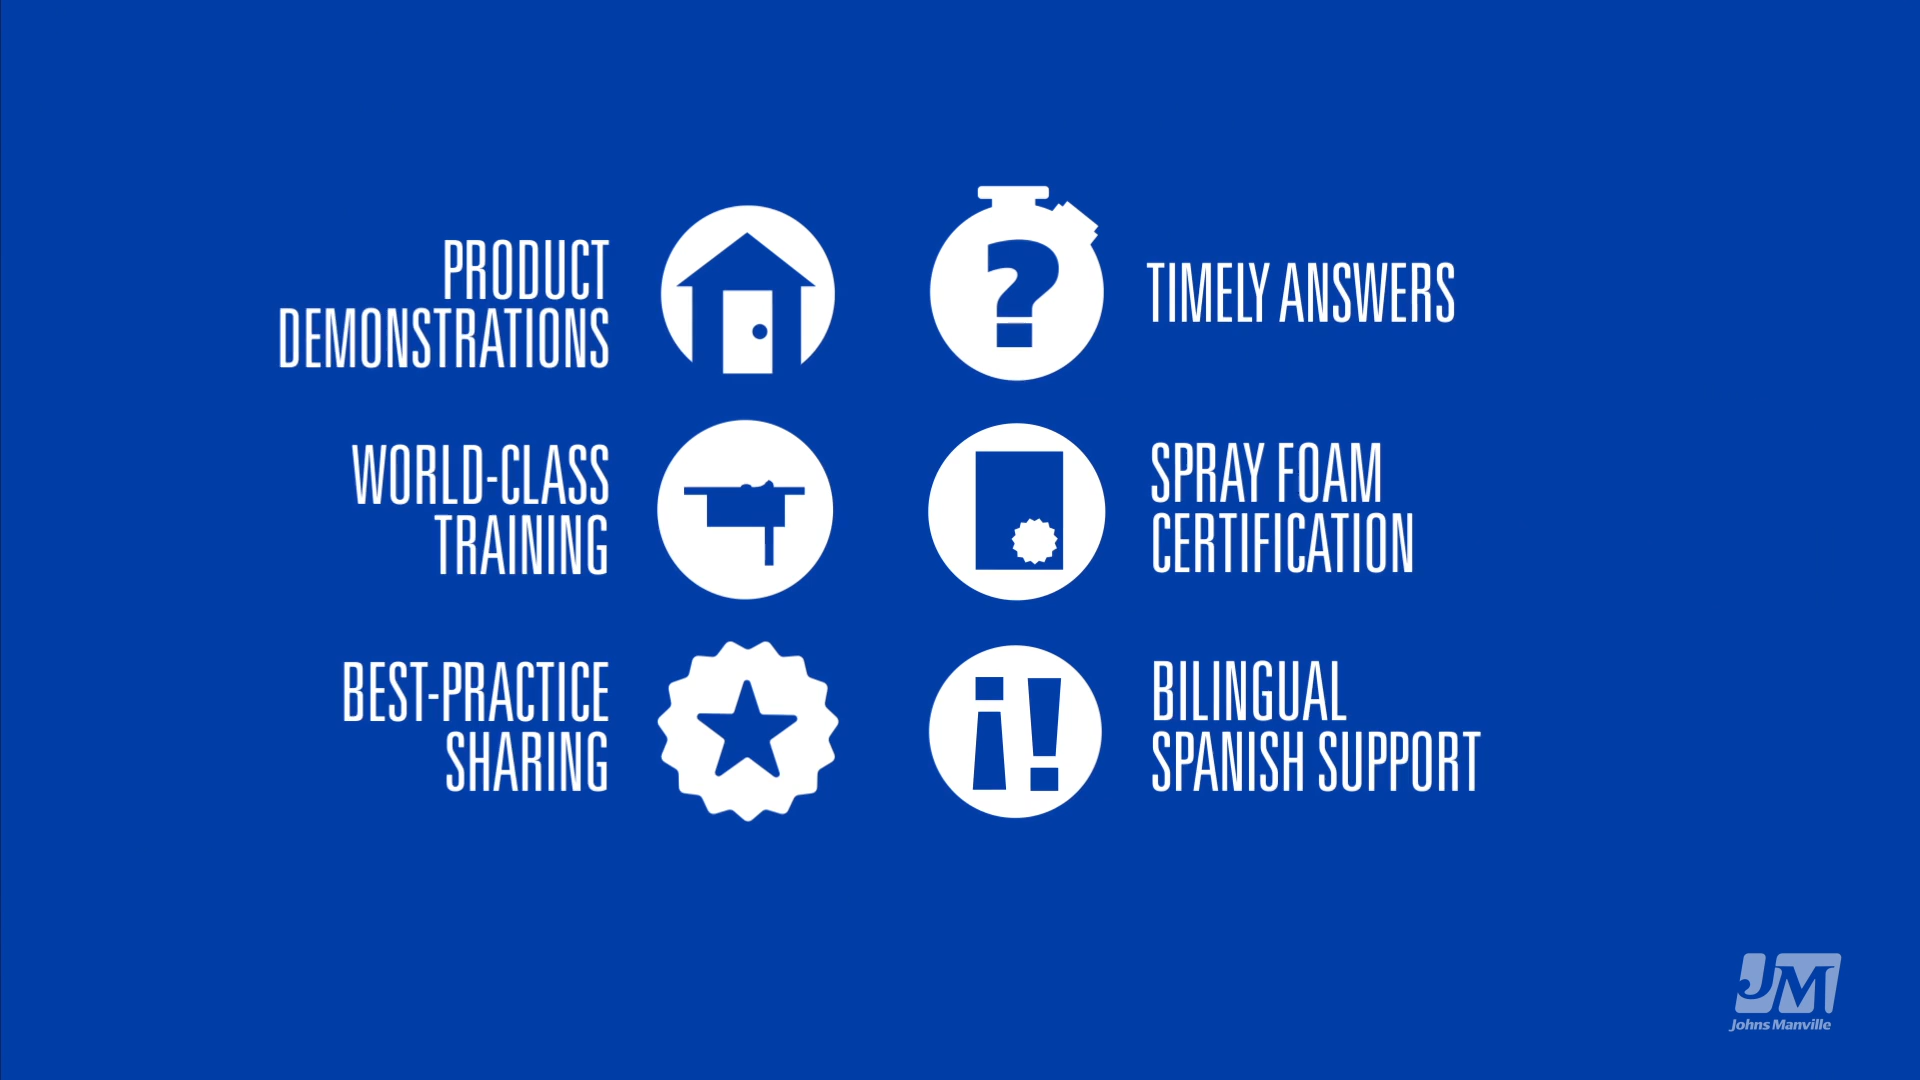 PRODUCT
DEMONSTRATIONS
?
TIMELY ANSWERS
WORLD-CLASS
TRAINING
SPRAY FOAM
CERTIFICATION
BEST-PRACTICE
SHARING
¡!
BILINGUAL
SPANISH SUPPORT
JM
Johns Manville